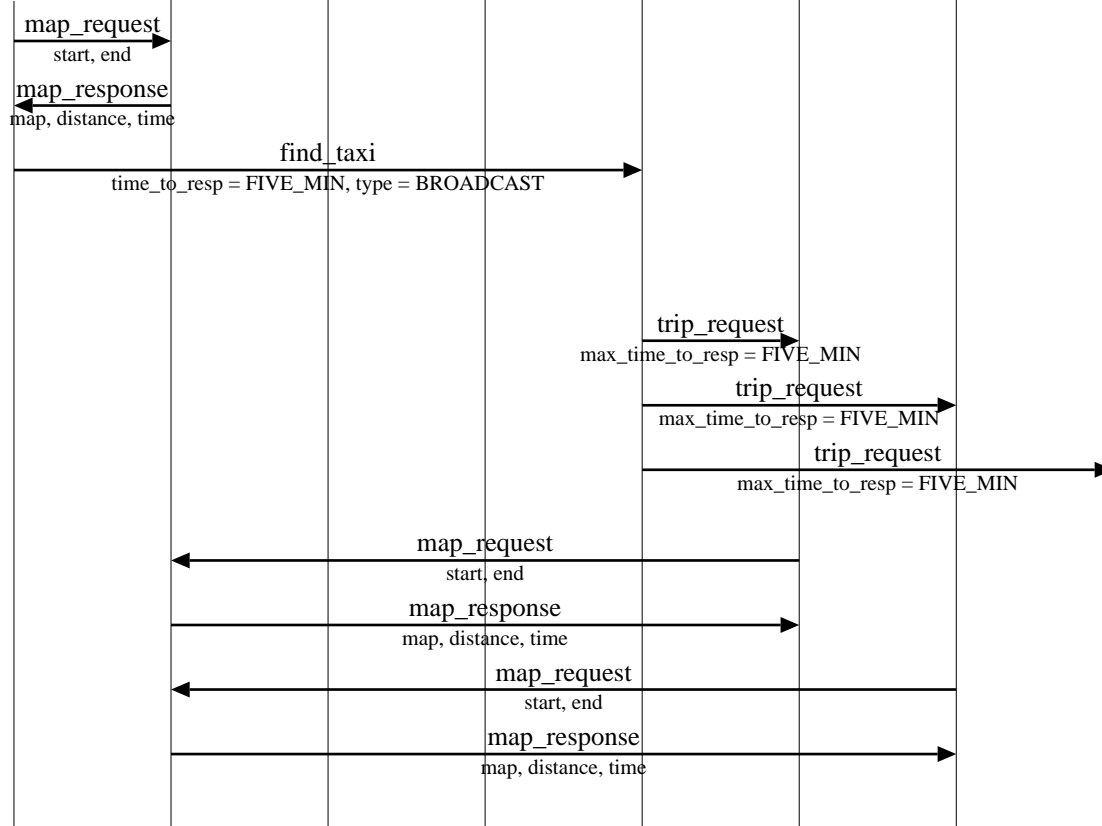 map_request
start, end
map_response
map, distance, time
find_taxi
time_to_resp = FIVE_MIN, type = BROADCAST
trip_request
max_time_to_resp = FIVE_MIN
trip_request
max_time_to_resp = FIVE_MIN
trip_request
max_time_to_resp = FIVE_MIN
map_request
start, end
map_response
map, distance, time
map_request
start, end
map_response
map, distance, time